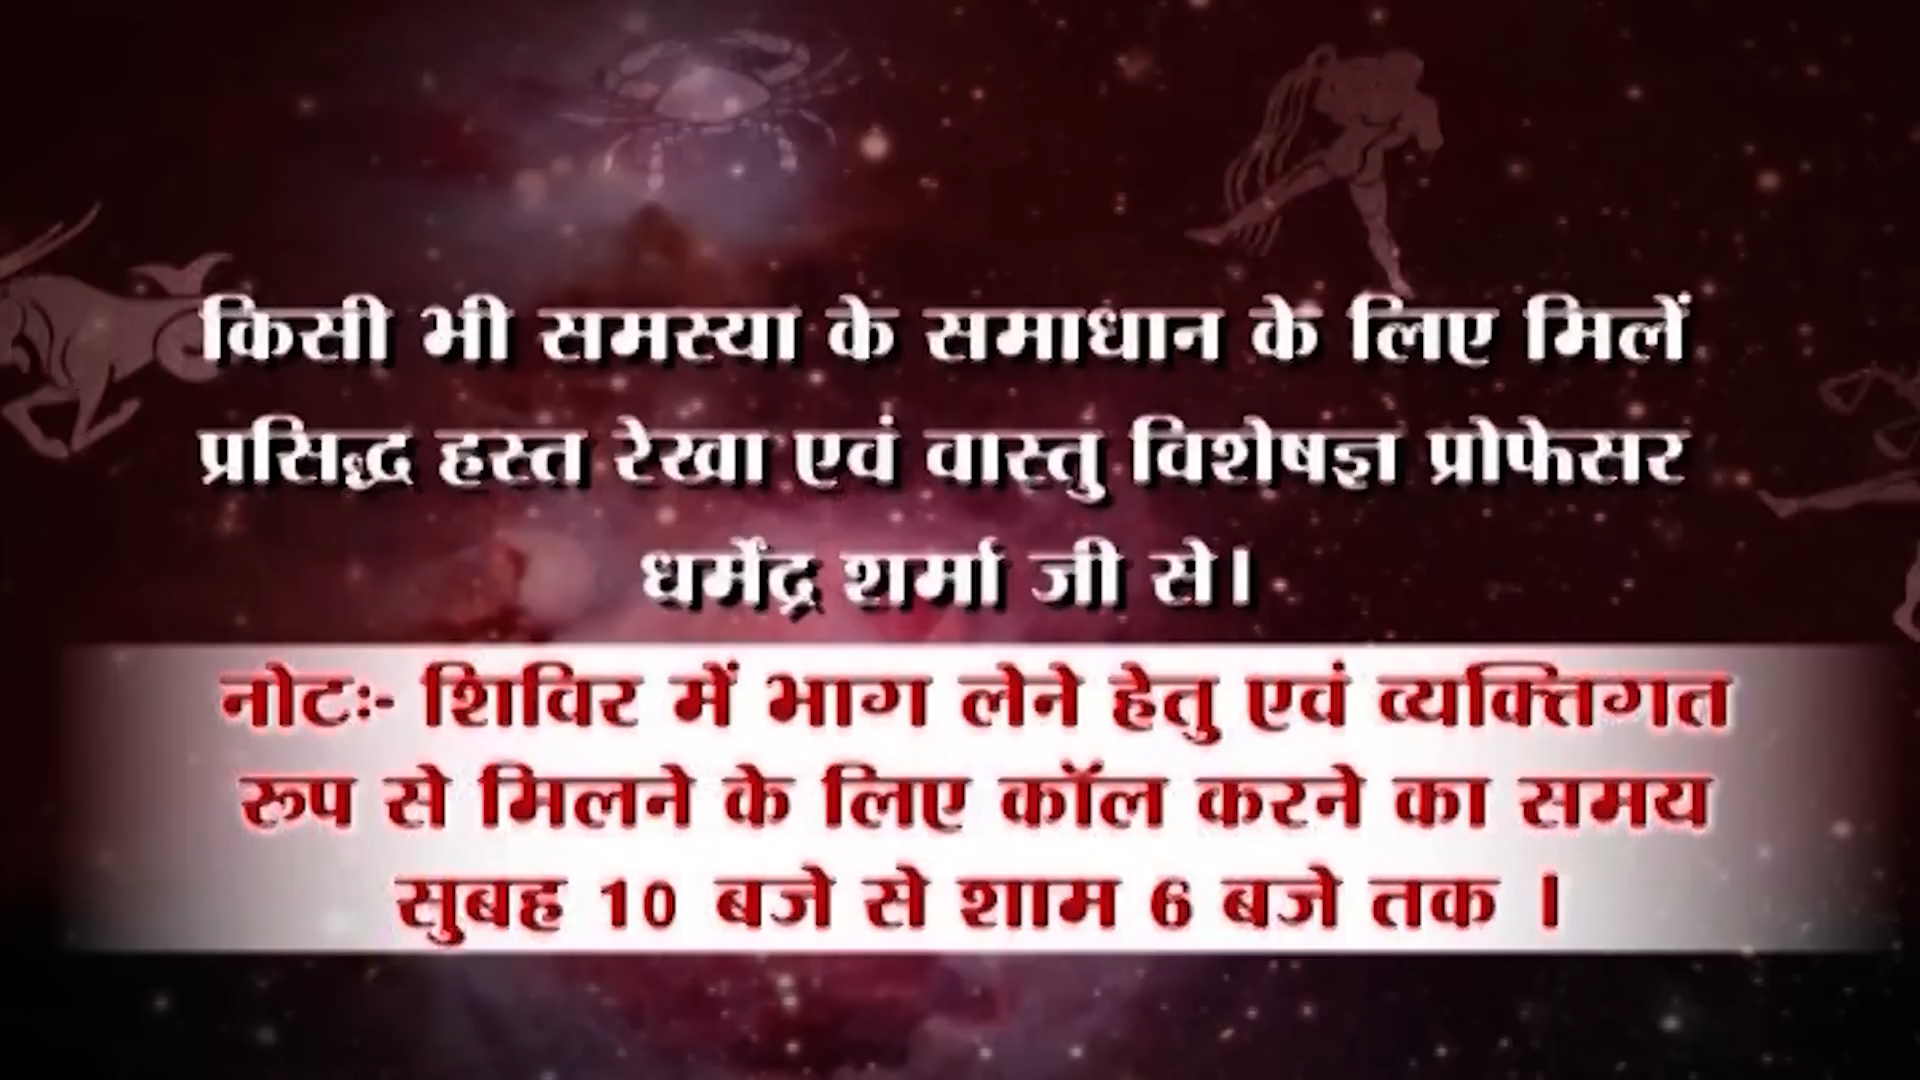 किसी भी समस्या के समाधान के लिए मिलें
प्रसिद्ध हस्त रेखा एवं वास्तु विशेषज्ञ प्रोफेसर
धर्मेंद्र शर्मा जी से।
नोटः- शिविर में भाग लेने हेतु एवं व्यक्तिगत
रूप से मिलने के लिए कॉल करने का समय
सुबह 10 बजे से शाम 6 बजे तक ।